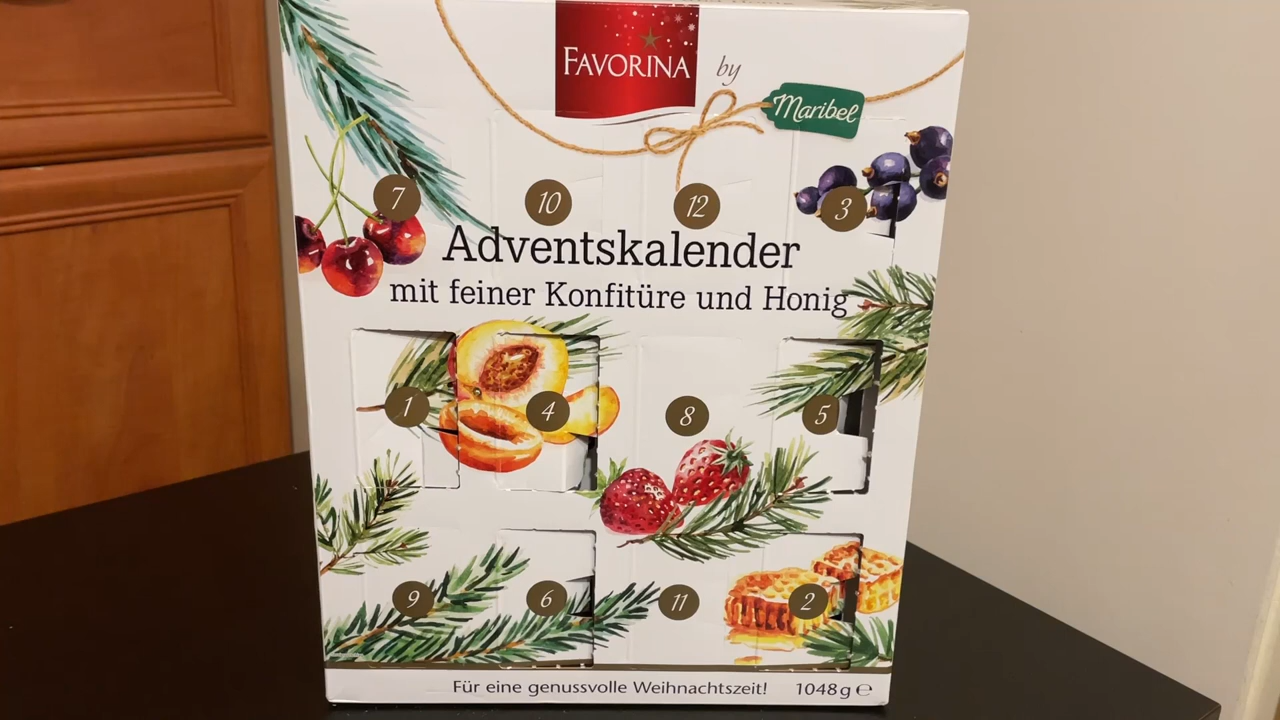 FAVORINA
by
Maribel
7 10 12 3
Adventskalender
mit feiner Konfitüre und Honig
1 4 8 5
9 6 11 2
Für eine genussvolle Weihnachtszeit! 1048g ℮